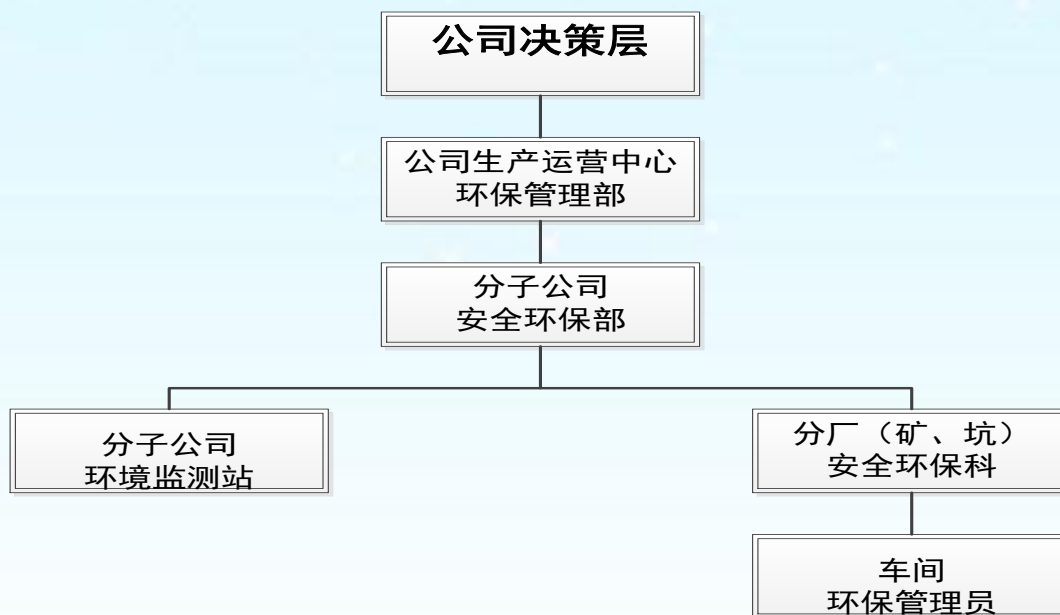 公司决策层
公司生产运营中心
环保管理部
分子公司
安全环保部
分子公司
环境监测站
分厂（矿、坑）
安全环保科
车间
环保管理员